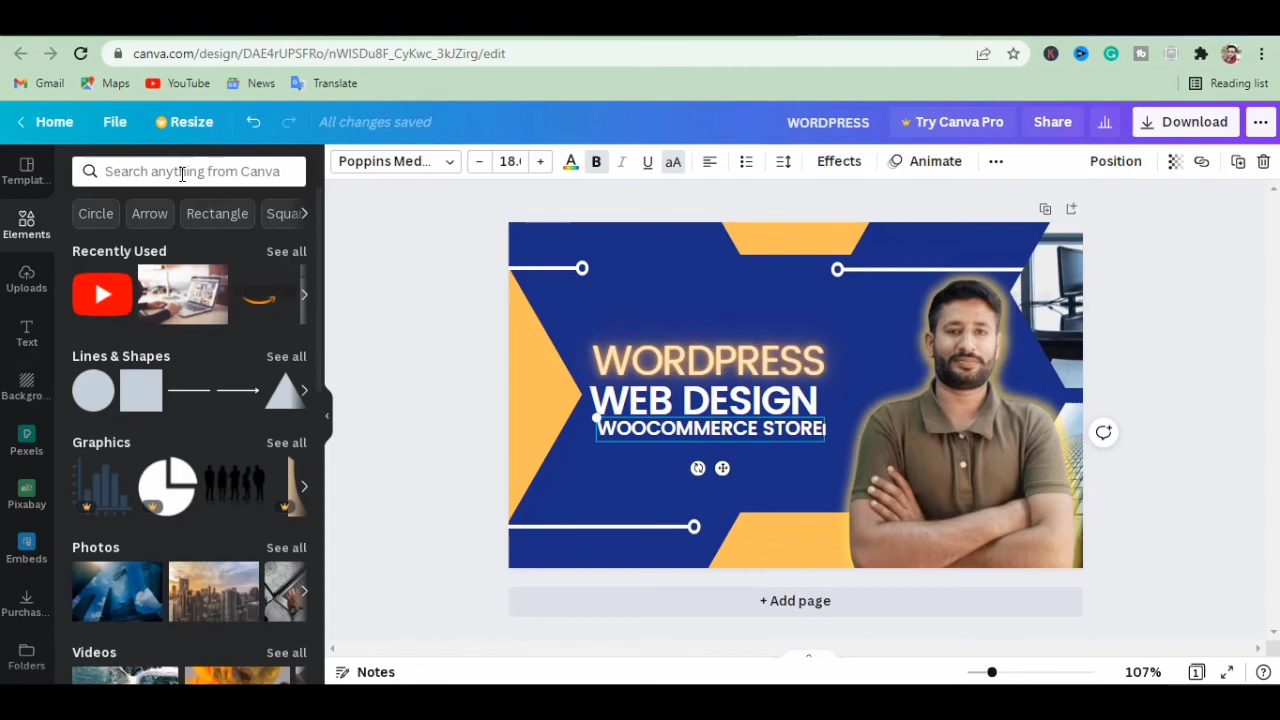 canva.com/design/DAE4rUPSFRo/nWISDu8F_CyKwc_3kJZirg/edit
Gmail Maps YouTube News Translate Reading list
Home File Resize All changes saved WORDPRESS Try Canva Pro Share Download
Search anything from Canva
Poppins Med... 18. B I U aA Effects Animate Position
Templat...
Elements
Uploads
Text
Backgro...
Pexels
Pixabay
Embeds
Purchas...
Folders
Circle Arrow Rectangle Squa
Recently Used See all
Lines & Shapes See all
Graphics See all
Photos See all
Videos See all
WORDPRESS
WEB DESIGN
WOOCOMMERCE STORE
+ Add page
Notes 107% 1